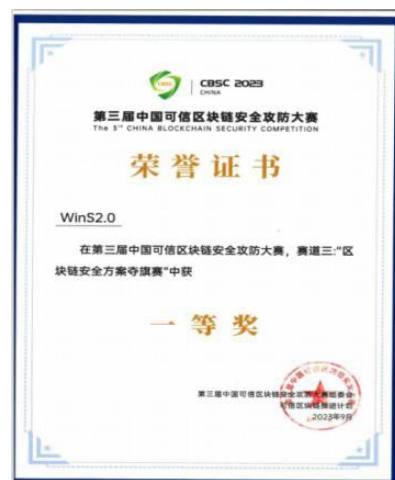 CBSC 2023
CHINA
第三届中国可信区块链安全攻防大赛
The 3rd CHINA BLOCKCHAIN SECURITY COMPETITION
荣誉证书
WinS2.0
在第三届中国可信区块链安全攻防大赛,赛道三:"区
块链安全方案夺旗赛"中获
一等奖
第三届中国可信区块链安全攻防大赛组委会
可信区块链推进计划
2023年9月